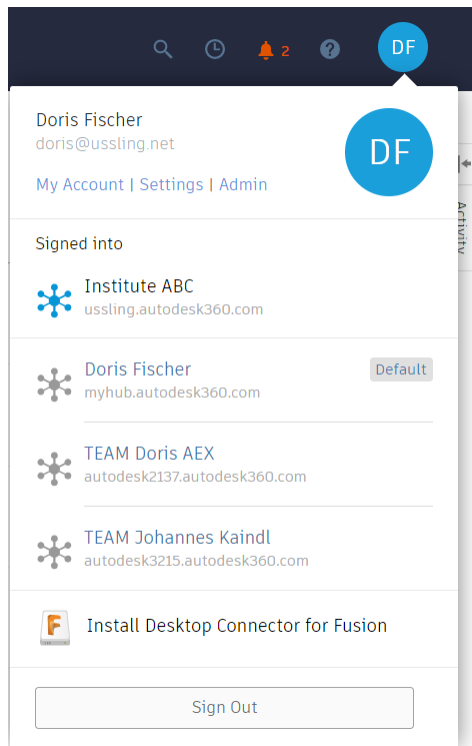 2
DF
Doris Fischer
doris@ussling.net
DF
My Account | Settings | Admin
Activity
Signed into
Institute ABC
ussling.autodesk360.com
Doris Fischer
Default
myhub.autodesk360.com
TEAM Doris AEX
autodesk2137.autodesk360.com
TEAM Johannes Kaindl
autodesk3215.autodesk360.com
F
Install Desktop Connector for Fusion
Sign Out